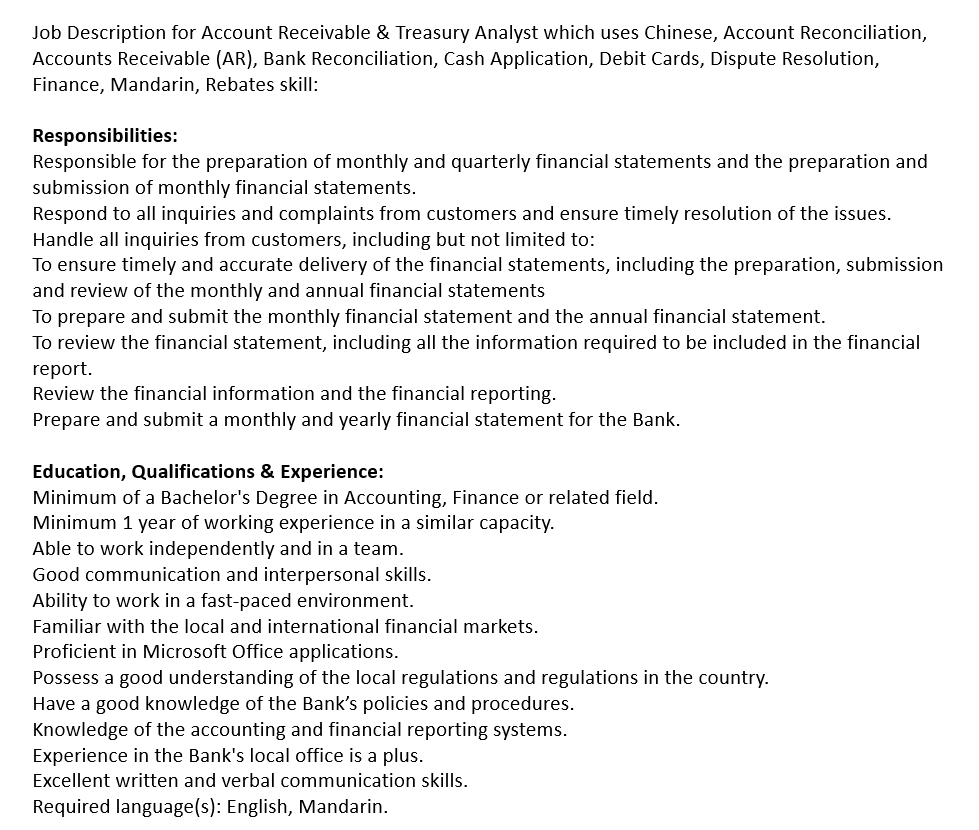 Job Description for Account Receivable & Treasury Analyst which uses Chinese, Account Reconciliation,
Accounts Receivable (AR), Bank Reconciliation, Cash Application, Debit Cards, Dispute Resolution,
Finance, Mandarin, Rebates skill:
Responsibilities:
Responsible for the preparation of monthly and quarterly financial statements and the preparation and
submission of monthly financial statements.
Respond to all inquiries and complaints from customers and ensure timely resolution of the issues.
Handle all inquiries from customers, including but not limited to:
To ensure timely and accurate delivery of the financial statements, including the preparation, submission
and review of the monthly and annual financial statements
To prepare and submit the monthly financial statement and the annual financial statement.
To review the financial statement, including all the information required to be included in the financial
report.
Review the financial information and the financial reporting.
Prepare and submit a monthly and yearly financial statement for the Bank.
Education, Qualifications & Experience:
Minimum of a Bachelor's Degree in Accounting, Finance or related field.
Minimum 1 year of working experience in a similar capacity.
Able to work independently and in a team.
Good communication and interpersonal skills.
Ability to work in a fast-paced environment.
Familiar with the local and international financial markets.
Proficient in Microsoft Office applications.
Possess a good understanding of the local regulations and regulations in the country.
Have a good knowledge of the Bank’s policies and procedures.
Knowledge of the accounting and financial reporting systems.
Experience in the Bank's local office is a plus.
Excellent written and verbal communication skills.
Required language(s): English, Mandarin.